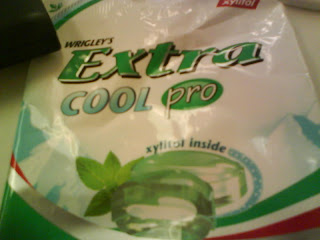 xylitol
WRIGLEY'S
Extra
COOL pro
xylitol inside